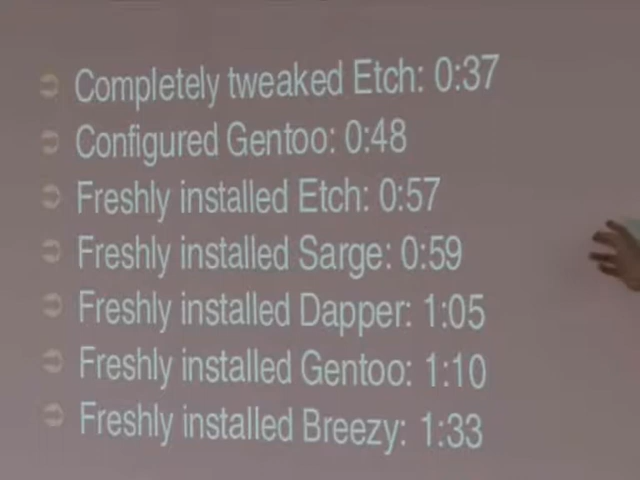 Completely tweaked Etch: 0:37
Configured Gentoo: 0:48
Freshly installed Etch: 0:57
Freshly installed Sarge: 0:59
Freshly installed Dapper: 1:05
Freshly installed Gentoo: 1:10
Freshly installed Breezy: 1:33